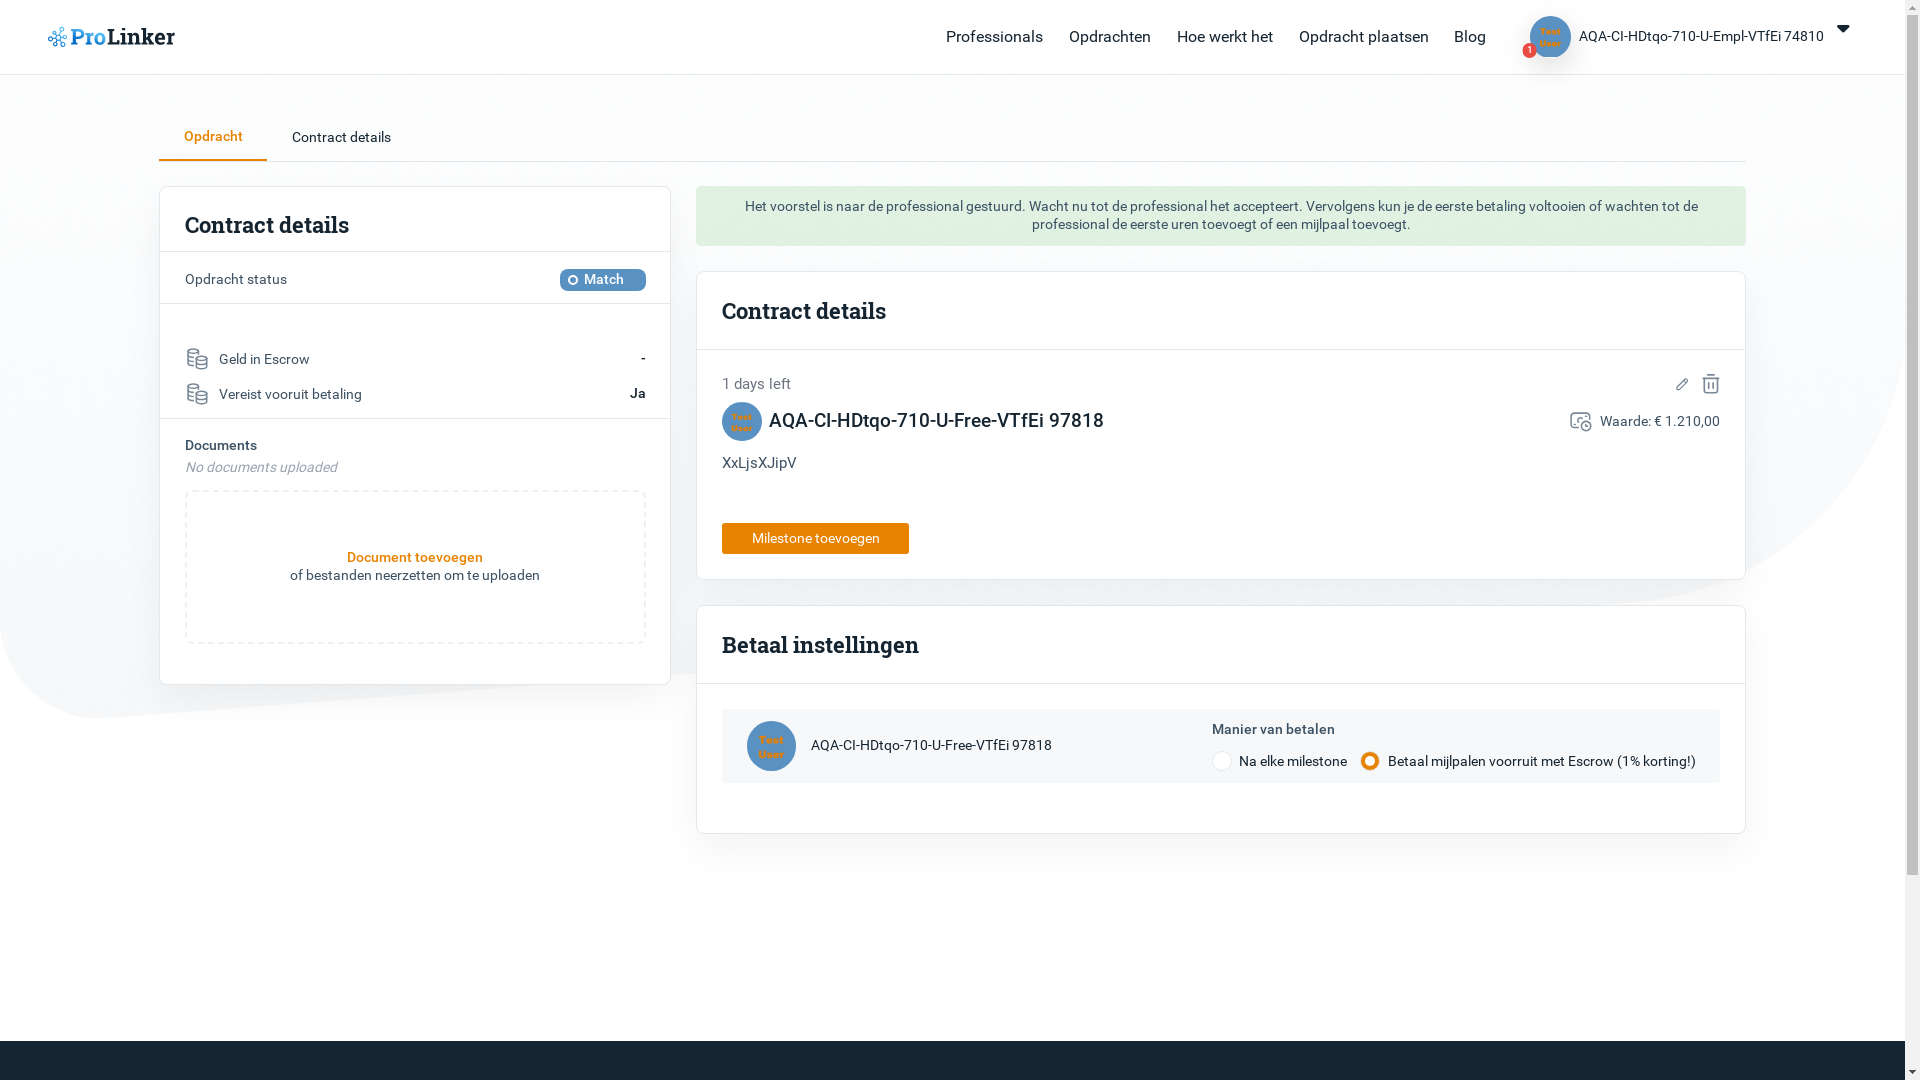 ProLinker
Professionals
Opdrachten
Hoe werkt het
Opdracht plaatsen
Blog
Test
User
1
AQA-CI-HDtqo-710-U-Empl-VTfEi 74810
Opdracht
Contract details
Contract details
Opdracht status
Match
Geld in Escrow
-
Vereist vooruit betaling
Ja
Documents
No documents uploaded
Document toevoegen
of bestanden neerzetten om te uploaden
Het voorstel is naar de professional gestuurd. Wacht nu tot de professional het accepteert. Vervolgens kun je de eerste betaling voltooien of wachten tot de
professional de eerste uren toevoegt of een mijlpaal toevoegt.
Contract details
1 days left
Test
User
AQA-CI-HDtqo-710-U-Free-VTfEi 97818
Waarde: € 1.210,00
XxLjsXJipV
Milestone toevoegen
Betaal instellingen
Test
User
AQA-CI-HDtqo-710-U-Free-VTfEi 97818
Manier van betalen
Na elke milestone
Betaal mijlpalen voorruit met Escrow (1% korting!)